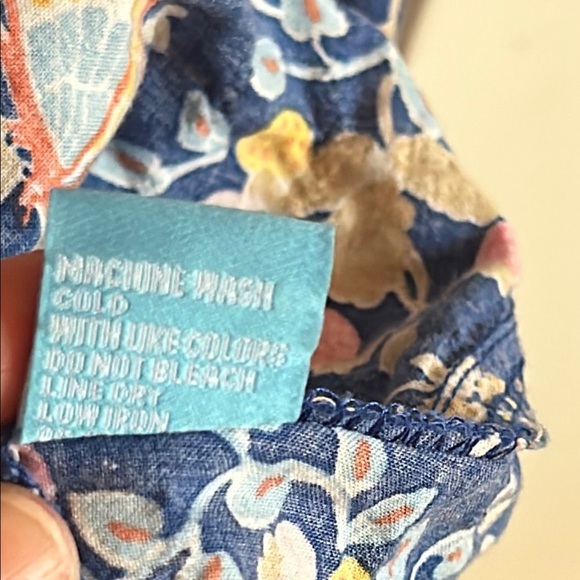 MACHINE WASH
COLD
WITH LIKE COLORS
DO NOT BLEACH
LINE DRY
LOW IRON